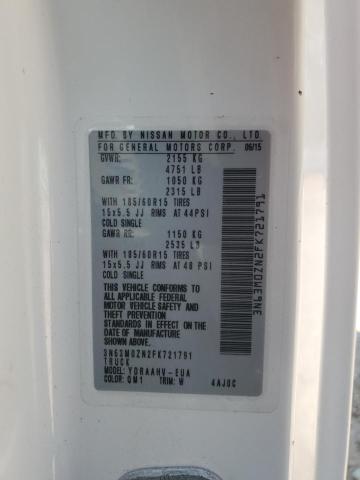 MFD. BY NISSAN MOTOR CO., LTD.
FOR GENERAL MOTORS CORP. 06/15
GVWR: 2155 KG
4751 LB
GAWR FR: 1050 KG
2315 LB
WITH 185/60R15 TIRES
15x5.5 JJ RIMS AT 44PSI
COLD SINGLE
GAWR RR: 1150 KG
2535 LB
WITH 185/60R15 TIRES
15x5.5 JJ RIMS AT 48 PSI
COLD SINGLE
THIS VEHICLE CONFORMS TO
ALL APPLICABLE FEDERAL
MOTOR VEHICLE SAFETY
AND THEFT PREVENTION
STANDARDS IN EFFECT ON
THE DATE OF MANUFACTURE
SHOWN ABOVE
3N63M0ZN2FK721791
TRUCK
MODEL: YDRAAHV-EUA
COLOR: QM1 TRIM: W 4AJ0C
3N63M0ZN2FK721791